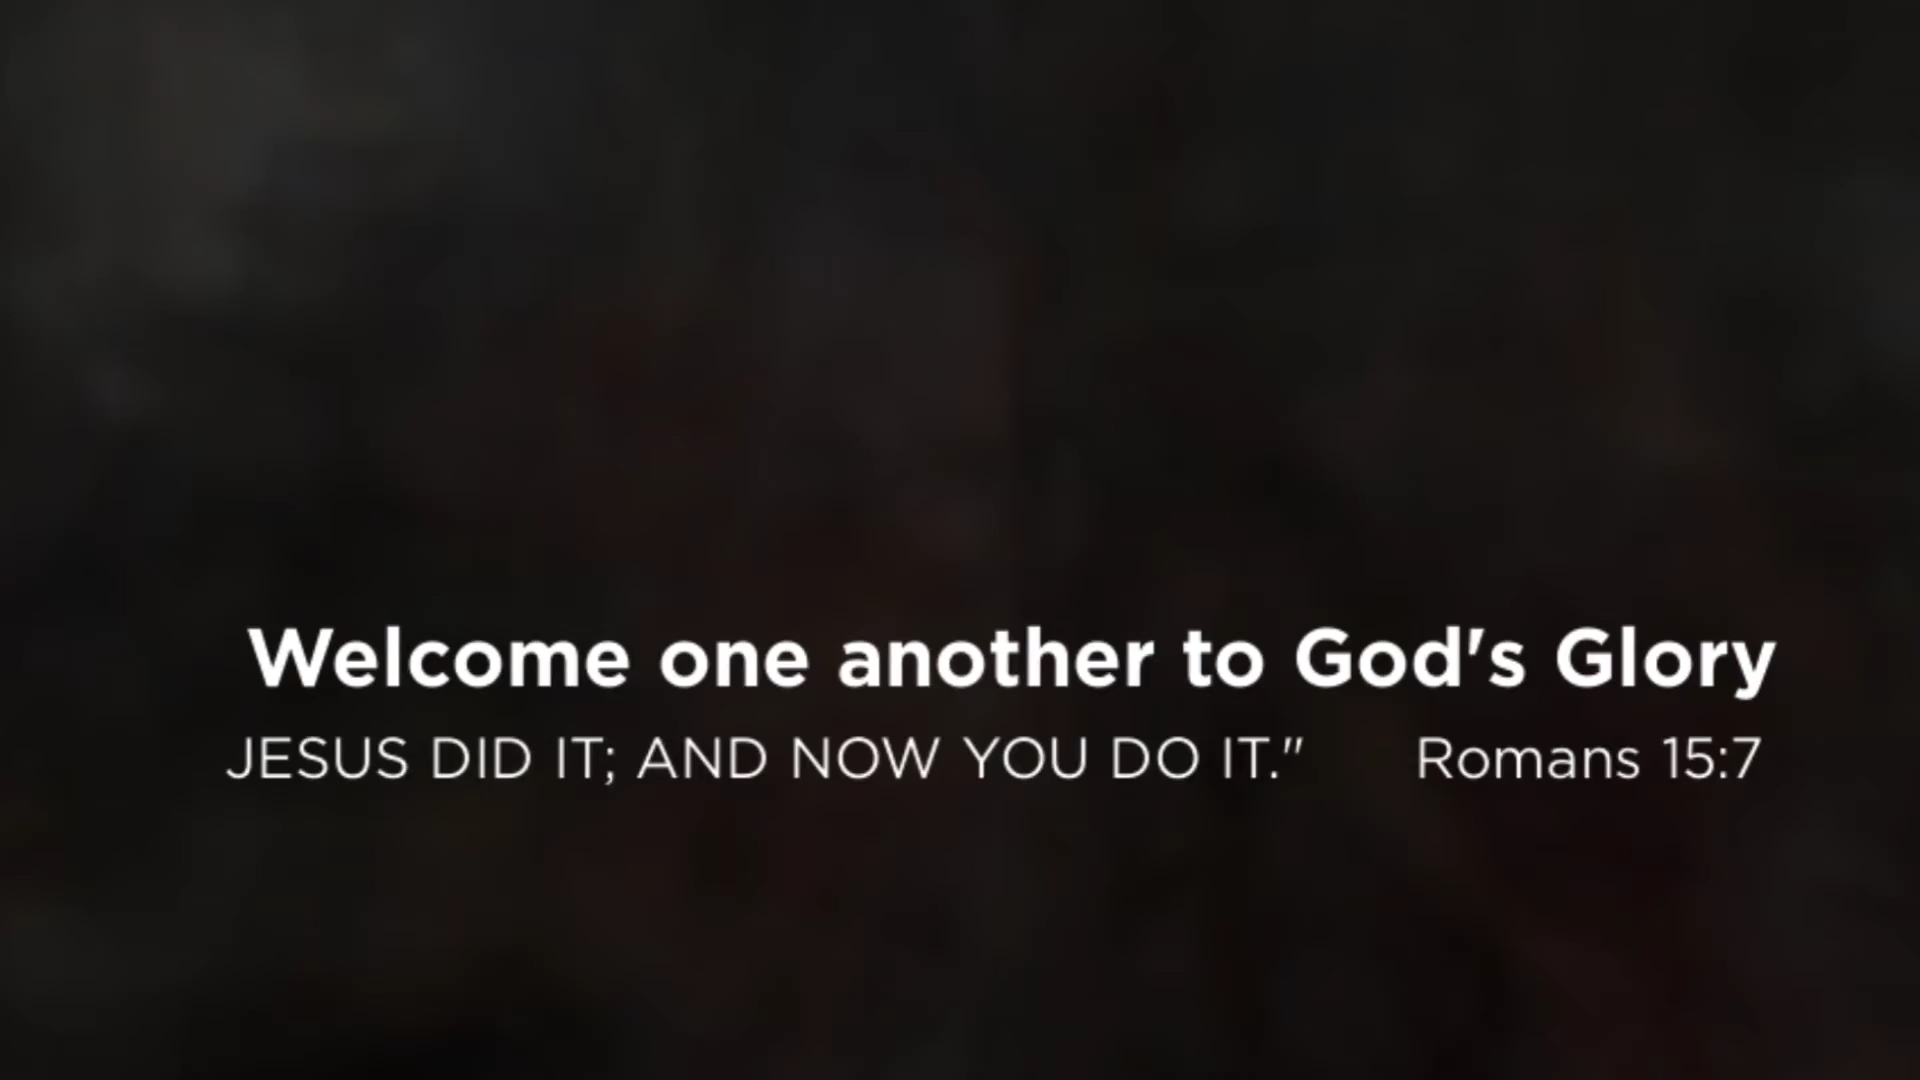 Welcome one another to God's Glory
JESUS DID IT; AND NOW YOU DO IT." Romans 15:7